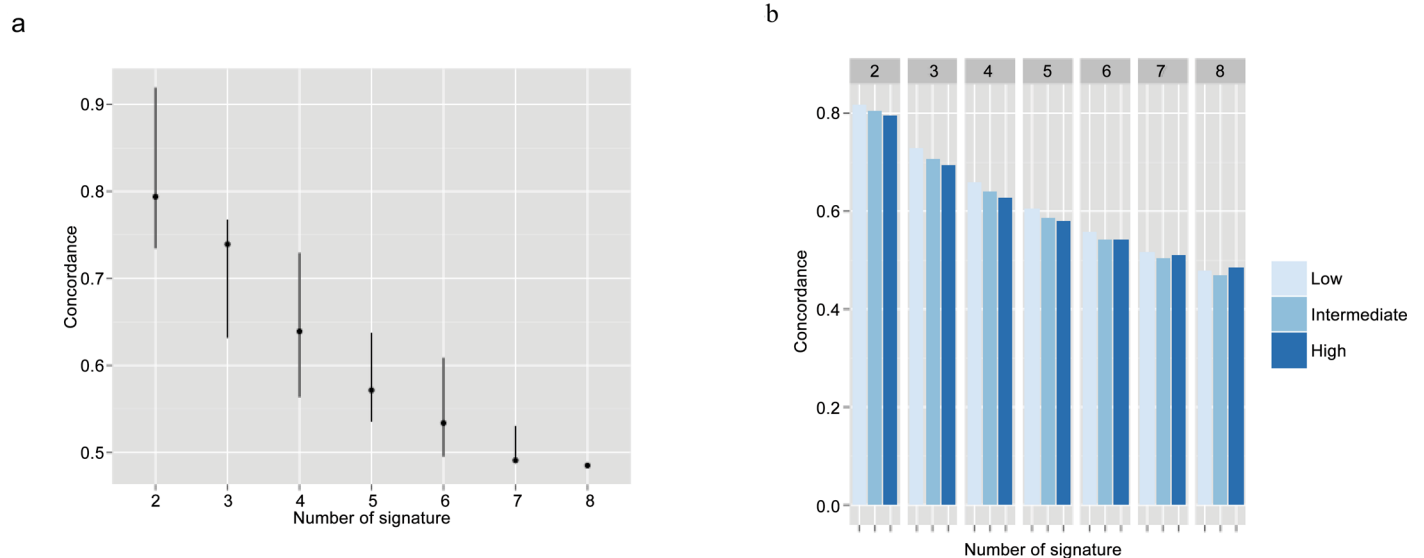 a
Concordance
0.9
0.8
0.7
0.6
0.5
2 3 4 5 6 7 8
Number of signature
b
2 3 4 5 6 7 8
Concordance
0.8
0.6
0.4
0.2
0.0
Number of signature
Low
Intermediate
High